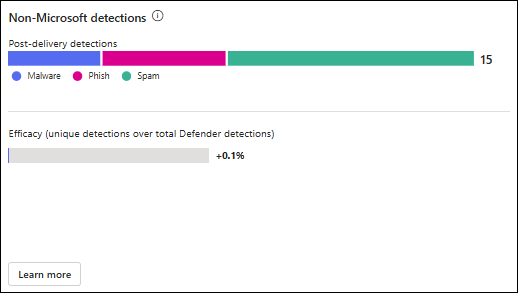 Non-Microsoft detections
Post-delivery detections
15
Malware Phish Spam
Efficacy (unique detections over total Defender detections)
+0.1%
Learn more